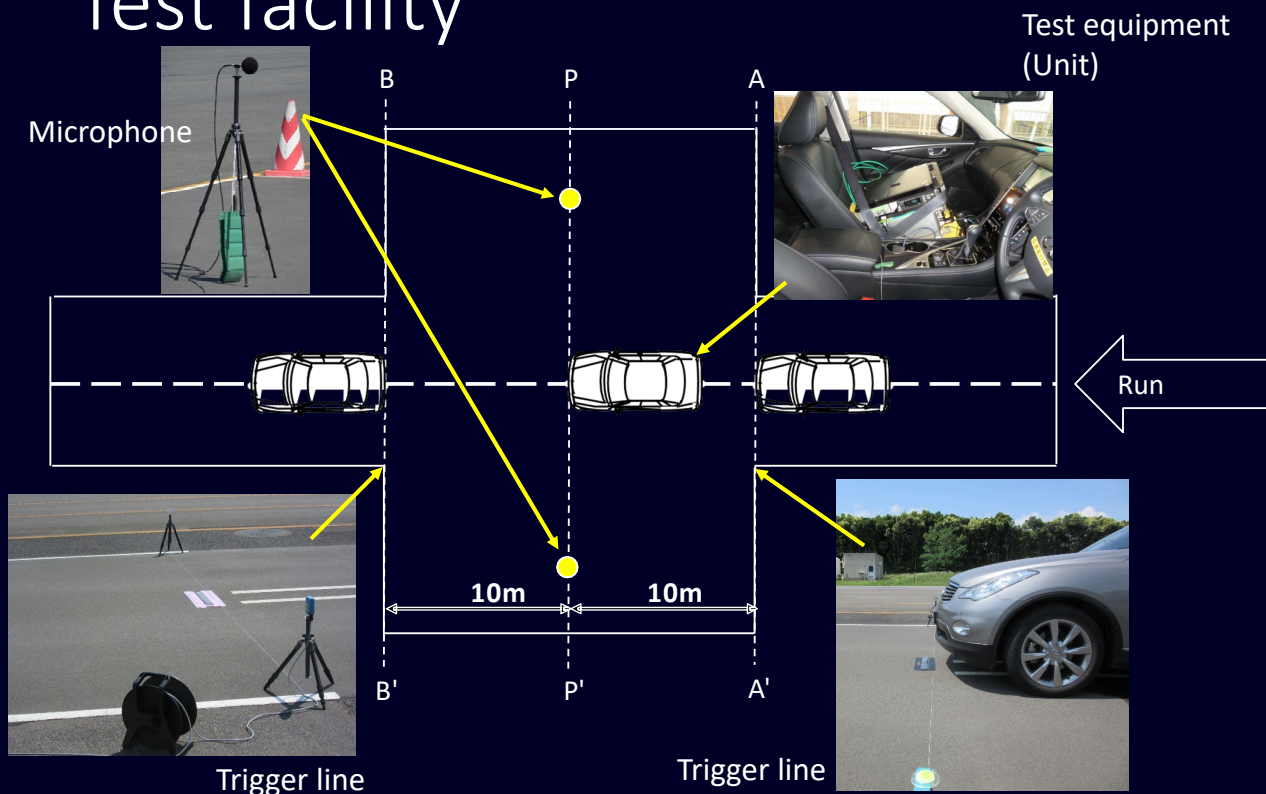 Test facility
Test equipment
(Unit)
B
P
A
Microphone
Run
10m
10m
B'
P'
A'
Trigger line
Trigger line